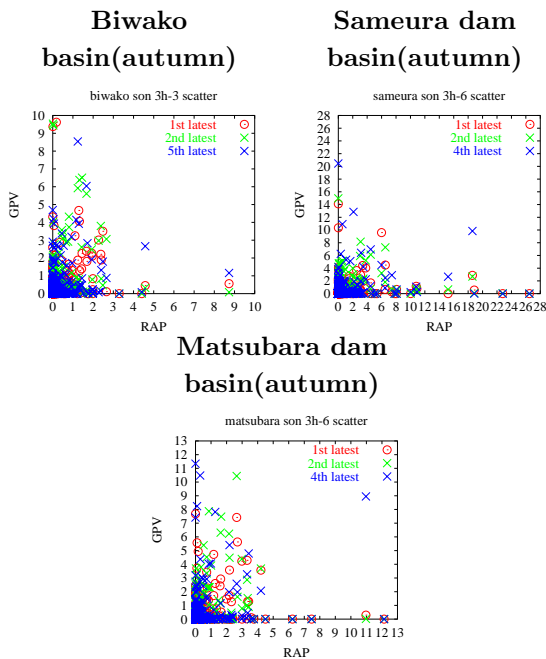 Biwako
basin(autumn)
biwako son 3h-3 scatter
1st latest
2nd latest
5th latest
10
9
8
7
6
5
4
3
2
1
0
GPV
0 1 2 3 4 5 6 7 8 9 10
RAP
Sameura dam
basin(autumn)
sameura son 3h-6 scatter
1st latest
2nd latest
4th latest
28
26
24
22
20
18
16
14
12
10
8
6
4
2
0
GPV
0 2 4 6 8 10 12 14 16 18 20 22 24 26 28
RAP
Matsubara dam
basin(autumn)
matsubara son 3h-6 scatter
1st latest
2nd latest
4th latest
13
12
11
10
9
8
7
6
5
4
3
2
1
0
GPV
0 1 2 3 4 5 6 7 8 9 10 11 12 13
RAP